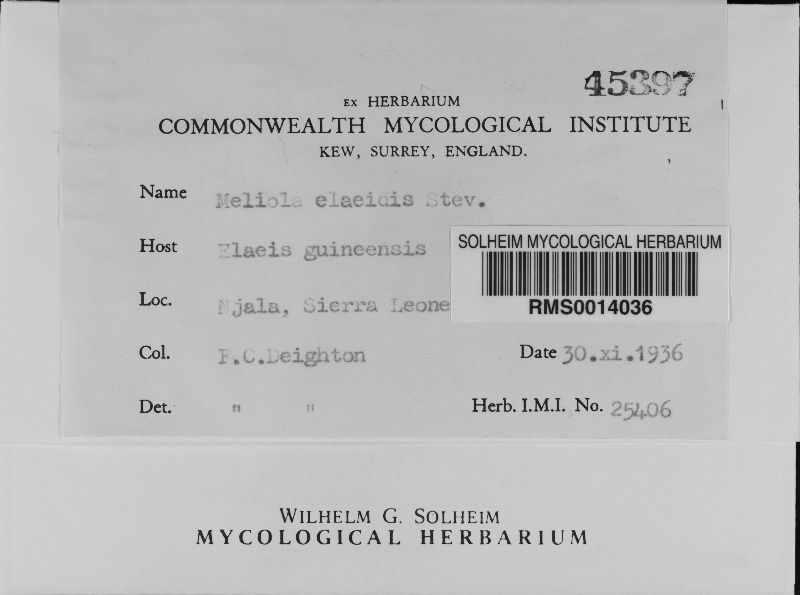 45397
EX HERBARIUM
COMMONWEALTH MYCOLOGICAL INSTITUTE
KEW, SURREY, ENGLAND.
Name Meliola elaeidis Stev.
Host Elaeis guineensis
SOLHEIM MYCOLOGICAL HERBARIUM
RMS0014036
Loc. Njala, Sierra Leone
Col. F.C.Deighton Date 30.xi.1936
Det. " " Herb. I.M.I. No. 25406
WILHELM G. SOLHEIM
MYCOLOGICAL HERBARIUM